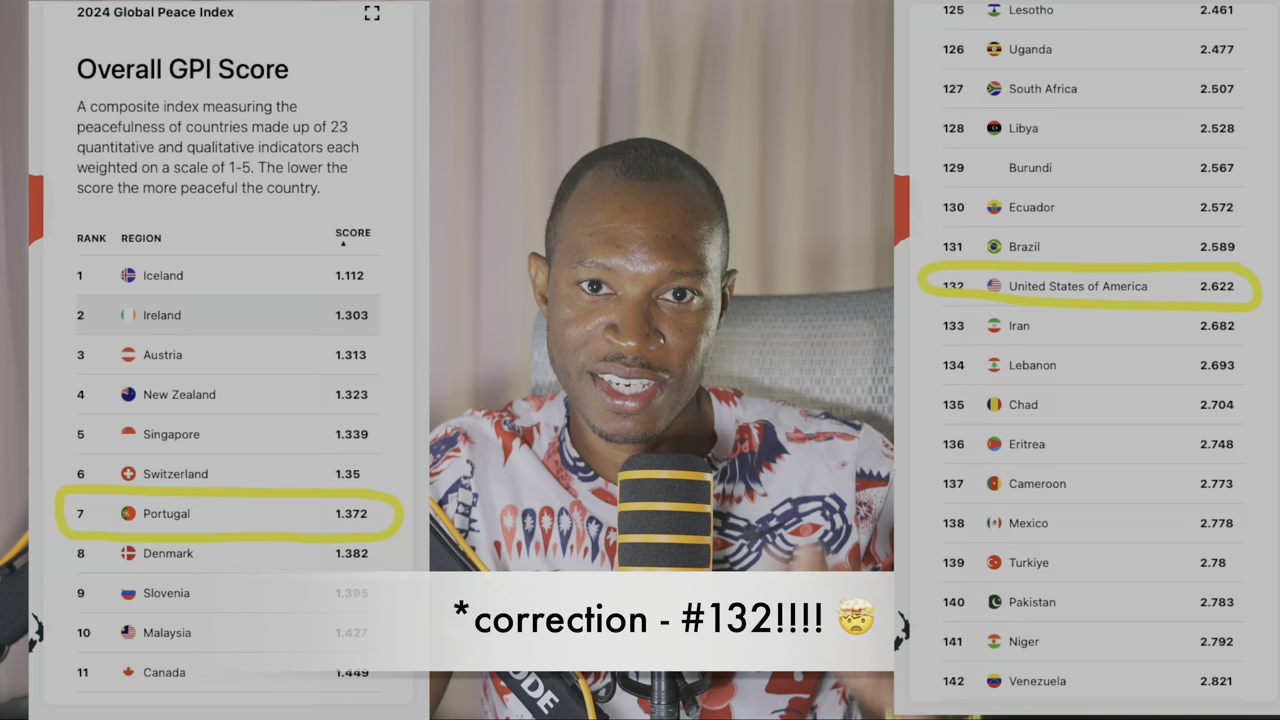 2024 Global Peace Index
Overall GPI Score
A composite index measuring the
peacefulness of countries made up of 23
quantitative and qualitative indicators each
weighted on a scale of 1-5. The lower the
score the more peaceful the country.
RANK REGION SCORE
1 Iceland 1.112
2 Ireland 1.303
3 Austria 1.313
4 New Zealand 1.323
5 Singapore 1.339
6 Switzerland 1.35
7 Portugal 1.372
8 Denmark 1.382
9 Slovenia 1.395
10 Malaysia 1.427
11 Canada 1.449
125 Lesotho 2.461
126 Uganda 2.477
127 South Africa 2.507
128 Libya 2.528
129 Burundi 2.567
130 Ecuador 2.572
131 Brazil 2.589
132 United States of America 2.622
133 Iran 2.682
134 Lebanon 2.693
135 Chad 2.704
136 Eritrea 2.748
137 Cameroon 2.773
138 Mexico 2.778
139 Turkiye 2.78
140 Pakistan 2.783
141 Niger 2.792
142 Venezuela 2.821
*correction - #132!!!! 🤯